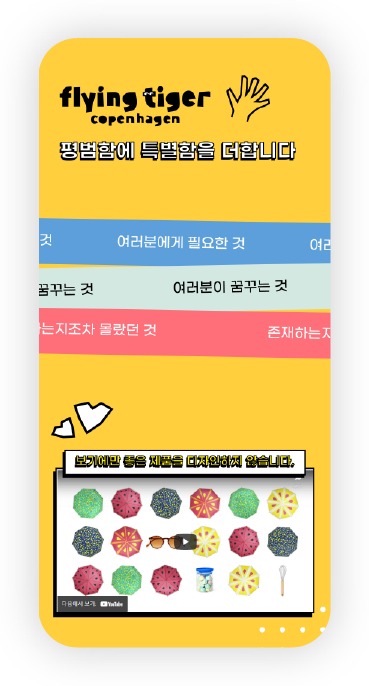 flying tiger
copenhagen
평범함에 특별함을 더합니다
것 여러분에게 필요한 것 여러
꿈꾸는 것 여러분이 꿈꾸는 것
는지조차 몰랐던 것 존재하는지
보기에만 좋은 제품을 디자인하지 않습니다.
다음에서 보기: YouTube